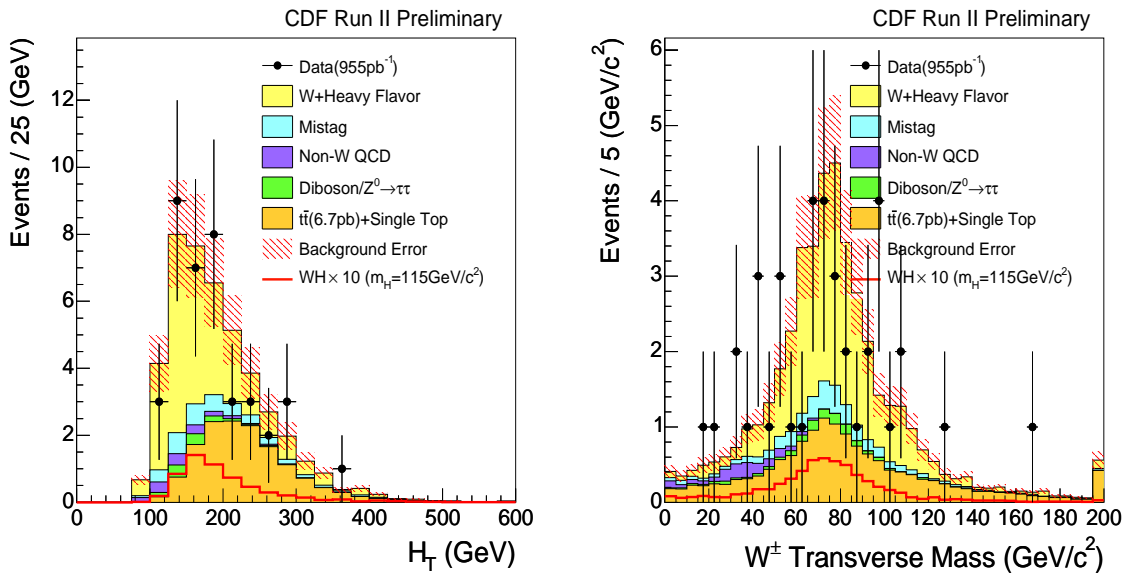 CDF Run II Preliminary
Events / 25 (GeV)
12
10
8
6
4
2
0
Data(955pb⁻¹)
W+Heavy Flavor
Mistag
Non-W QCD
Diboson/Z⁰→ττ
tt̄(6.7pb)+Single Top
Background Error
WH × 10 (m_H=115GeV/c²)
0 100 200 300 400 500 600
H_T (GeV)
CDF Run II Preliminary
Events / 5 (GeV/c²)
6
5
4
3
2
1
0
Data(955pb⁻¹)
W+Heavy Flavor
Mistag
Non-W QCD
Diboson/Z⁰→ττ
tt̄(6.7pb)+Single Top
Background Error
WH × 10 (m_H=115GeV/c²)
0 20 40 60 80 100 120 140 160 180 200
W± Transverse Mass (GeV/c²)